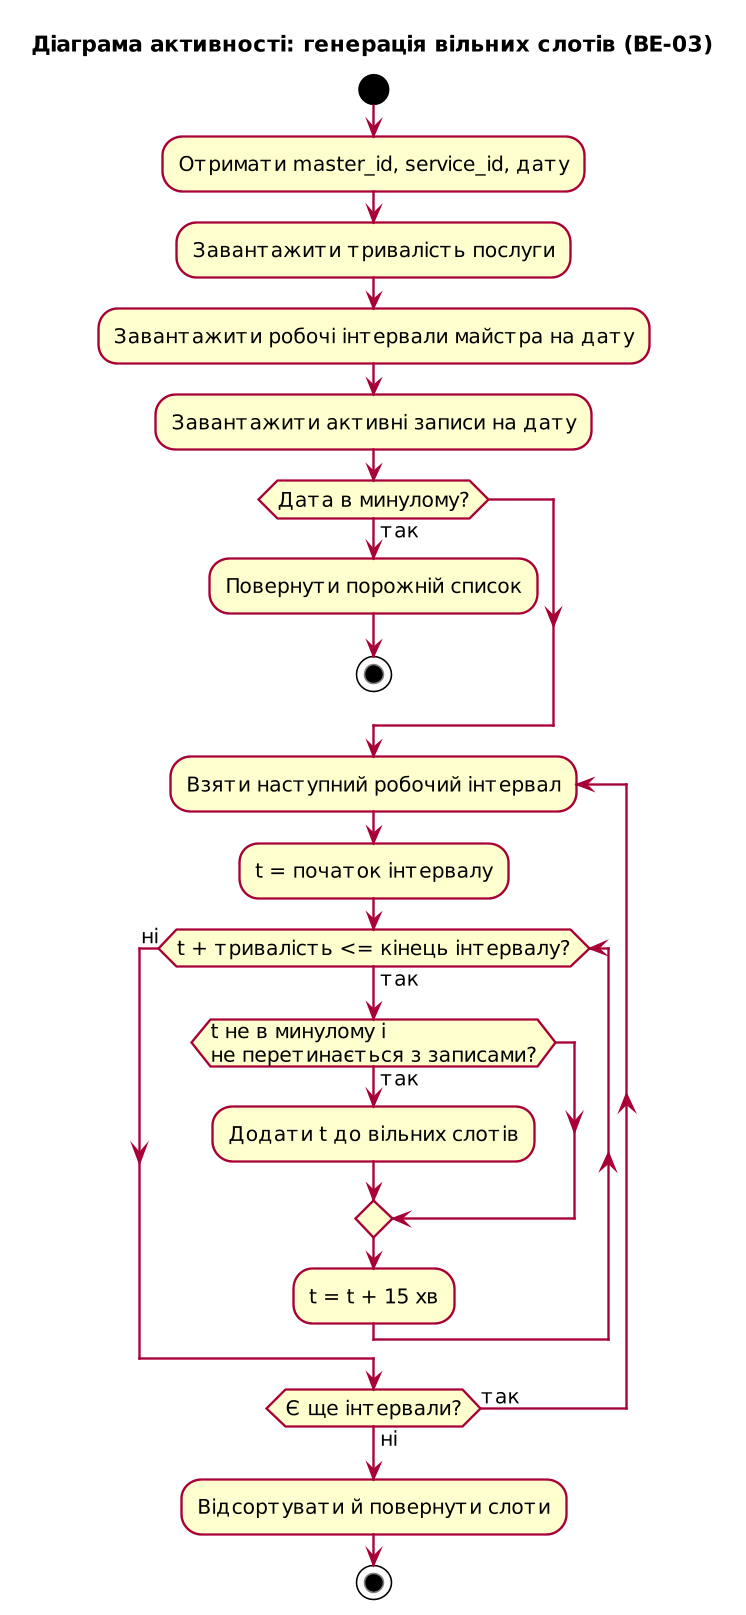 Діаграма активності: генерація вільних слотів (BE-03)
Отримати master_id, service_id, дату
Завантажити тривалість послуги
Завантажити робочі інтервали майстра на дату
Завантажити активні записи на дату
Дата в минулому?
так
Повернути порожній список
Взяти наступний робочий інтервал
t = початок інтервалу
ні
t + тривалість <= кінець інтервалу?
так
t не в минулому і
не перетинається з записами?
так
Додати t до вільних слотів
t = t + 15 хв
Є ще інтервали?
так
ні
Відсортувати й повернути слоти